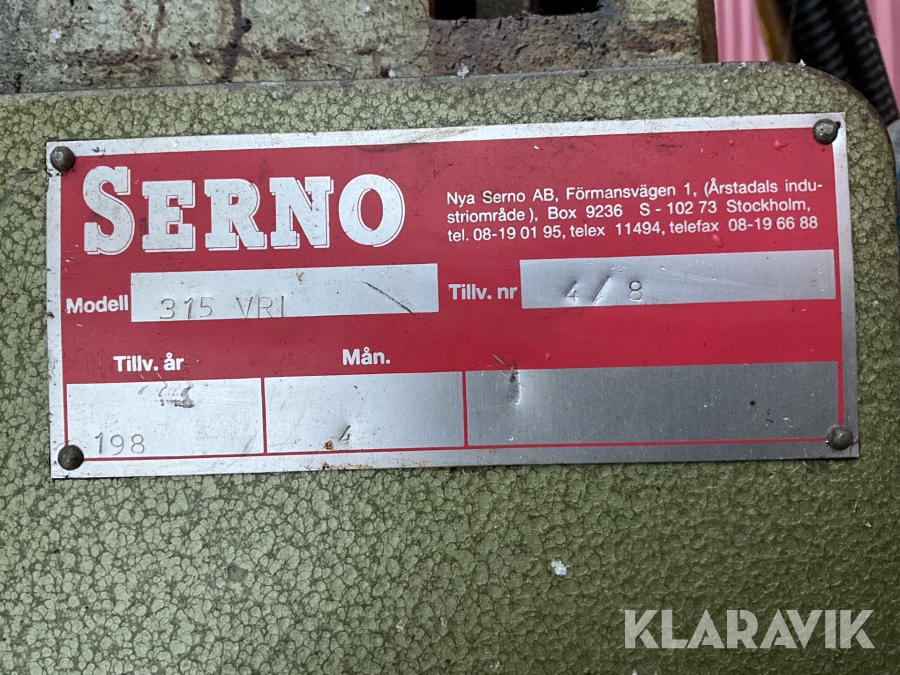 SERNO
Nya Serno AB, Förmansvägen 1, (Årstadals indu-
striområde), Box 9236 S - 102 73 Stockholm,
tel. 08-19 01 95, telex 11494, telefax 08-19 66 88
Modell 315 VRI
Tillv. nr 4/8
Tillv. år
Mån.
198
4
KLARAVIK